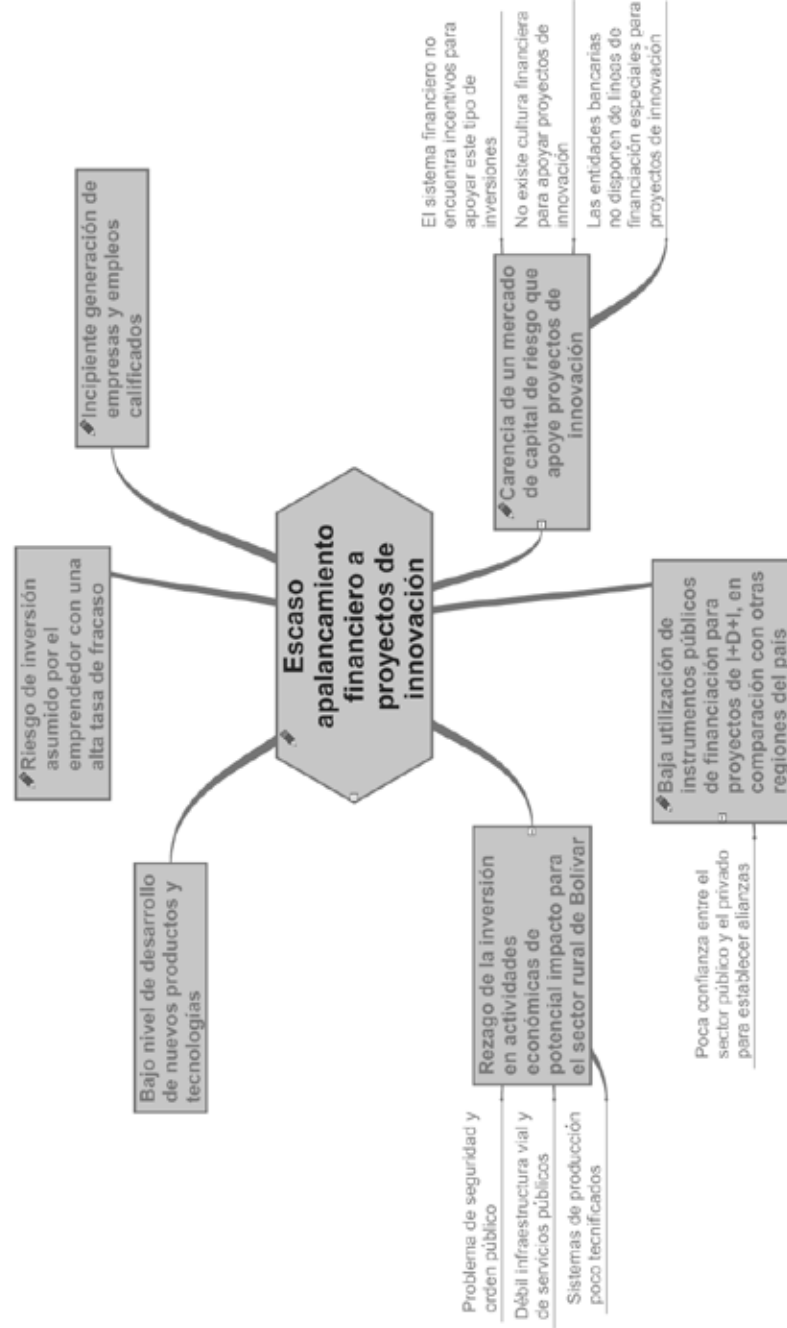 Bajo nivel de desarrollo
de nuevos productos y
tecnologías
Riesgo de inversión
asumido por el
emprendedor con una
alta tasa de fracaso
Incipiente generación de
empresas y empleos
calificados
Escaso
apalancamiento
financiero a
proyectos de
innovación
Rezago de la inversión
en actividades
económicas de
potencial impacto para
el sector rural de Bolívar
Problema de seguridad y
orden público
Débil infraestructura vial y
de servicios públicos
Sistemas de producción
poco tecnificados
Baja utilización de
instrumentos públicos
de financiación para
proyectos de I+D+I, en
comparación con otras
regiones del país
Poca confianza entre el
sector público y el privado
para establecer alianzas
Carencia de un mercado
de capital de riesgo que
apoye proyectos de
innovación
El sistema financiero no
encuentra incentivos para
apoyar este tipo de
inversiones
No existe cultura financiera
para apoyar proyectos de
innovación
Las entidades bancarias
no disponen de líneas de
financiación especiales para
proyectos de innovación